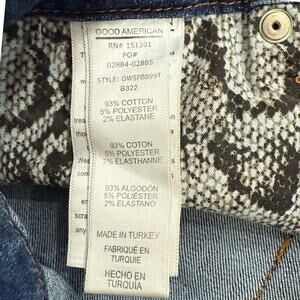 GOOD AMERICAN
RN# 151301
PO#
02884-02885
STYLE: GWSPB899T
B322
93% COTTON
5% POLYESTER
2% ELASTANE
93% COTON
5% POLYESTER
2% ELASTHANNE
93% ALGODÓN
5% POLIÉSTER
2% ELASTANO
MADE IN TURKEY
FABRIQUÉ EN
TURQUIE
HECHO EN
TURQUÍA